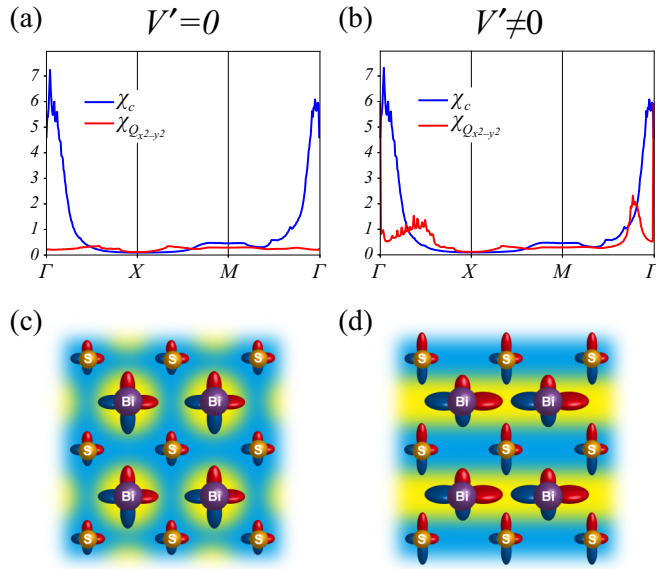 (a) V′=0
(b) V′≠0
7
6
5
4
3
2
1
0
χc
χQx2-y2
Γ X M Γ
7
6
5
4
3
2
1
0
χc
χQx2-y2
Γ X M Γ
(c)
S S S
Bi Bi
S S S
Bi Bi
S S S
(d)
S S S
Bi Bi
S S S
Bi Bi
S S S